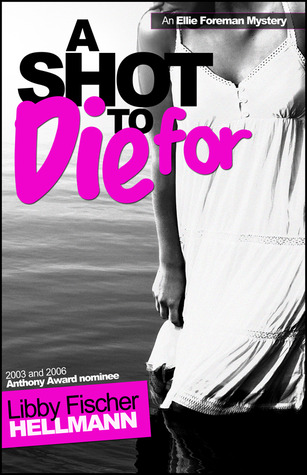 An Ellie Foreman Mystery
A
SHOT
TO
Die for
2003 and 2006
Anthony Award nominee
Libby Fischer
HELLMANN